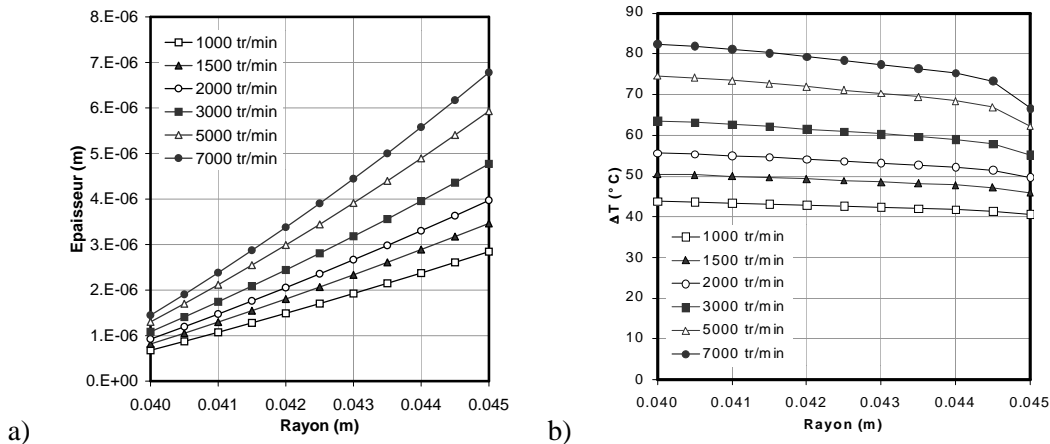 8.E-06
7.E-06
6.E-06
5.E-06
4.E-06
3.E-06
2.E-06
1.E-06
0.E+00
Epaisseur (m)
1000 tr/min
1500 tr/min
2000 tr/min
3000 tr/min
5000 tr/min
7000 tr/min
0.040 0.041 0.042 0.043 0.044 0.045
Rayon (m)
a)
90
80
70
60
50
40
30
20
10
0
ΔT (°C)
1000 tr/min
1500 tr/min
2000 tr/min
3000 tr/min
5000 tr/min
7000 tr/min
0.040 0.041 0.042 0.043 0.044 0.045
Rayon (m)
b)